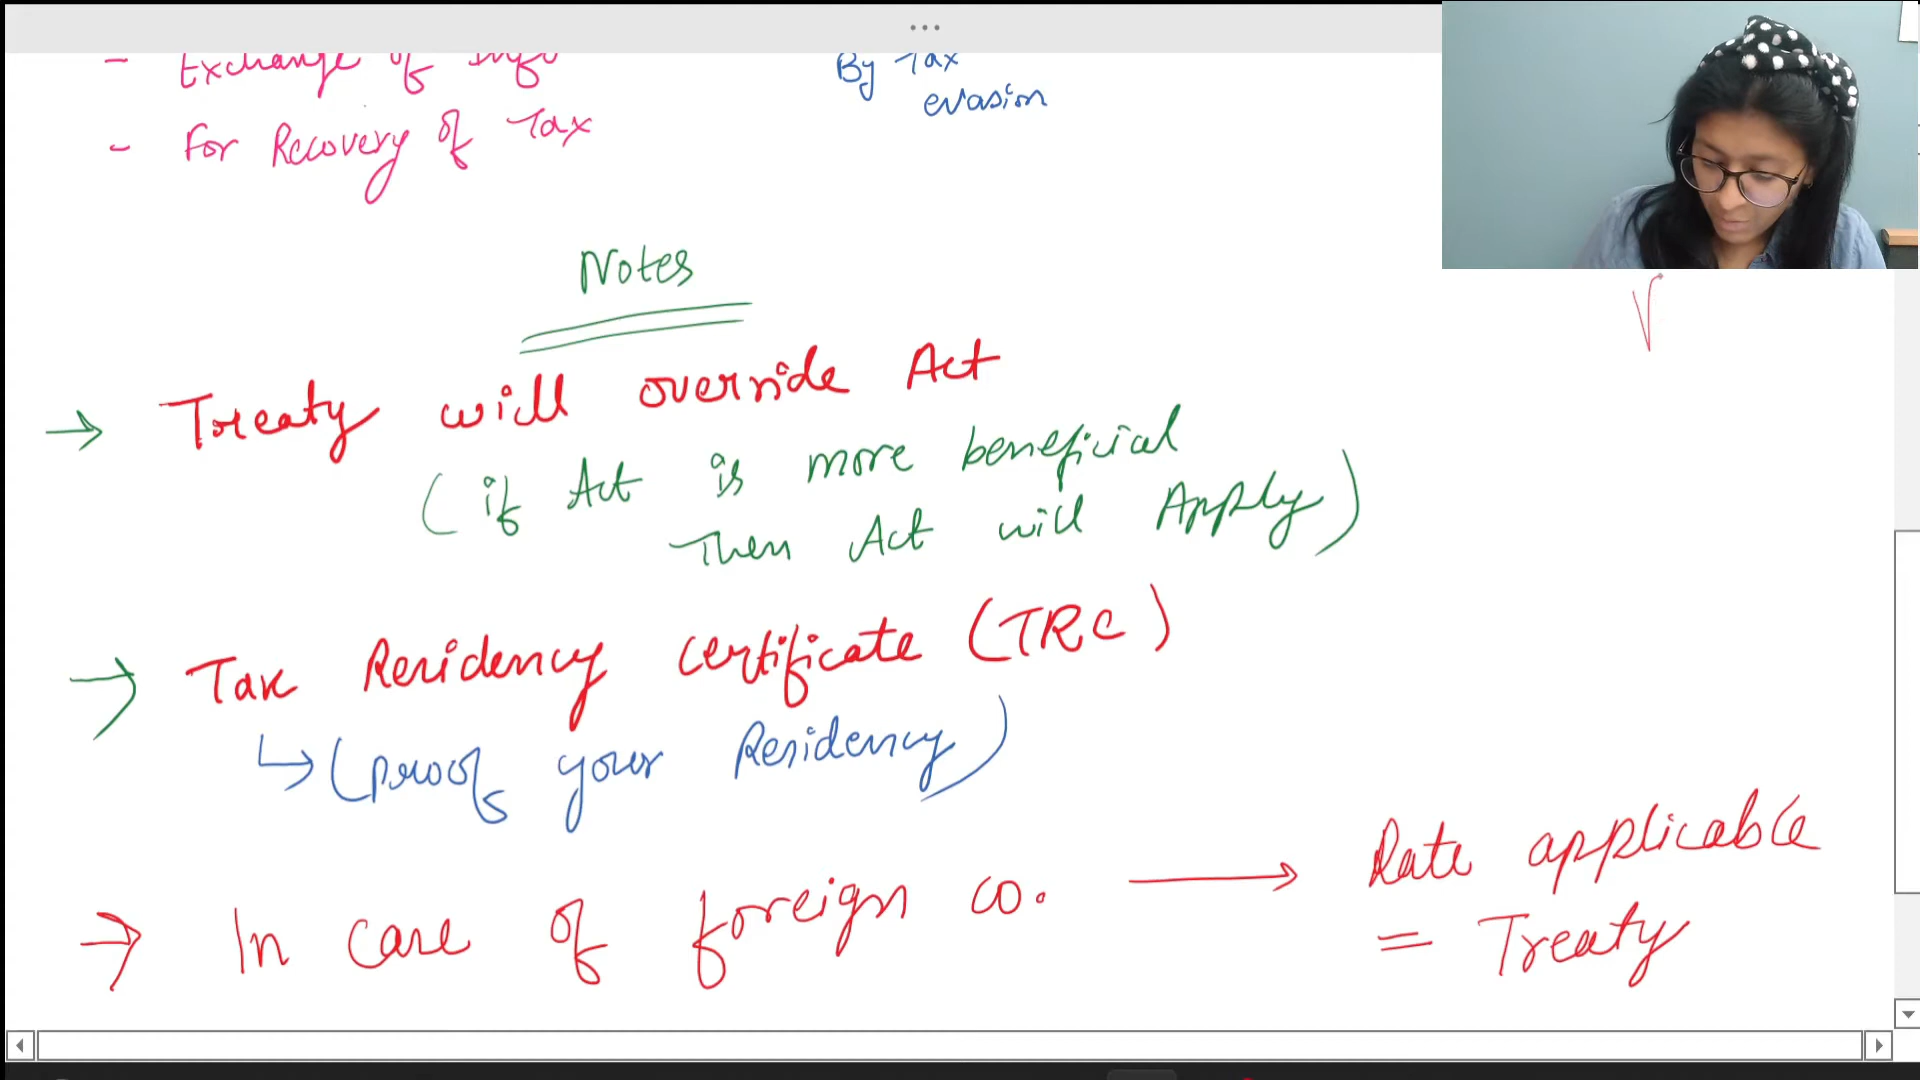 - Exchange of Info
By Tax
evasion
- For Recovery of Tax
Notes
→ Treaty will override Act
(if Act is more beneficial
Then Act will Apply)
→ Tax Residency certificate (TRC)
↳ (proofs your Residency)
→ In case of foreign co. → Rate applicable
= Treaty